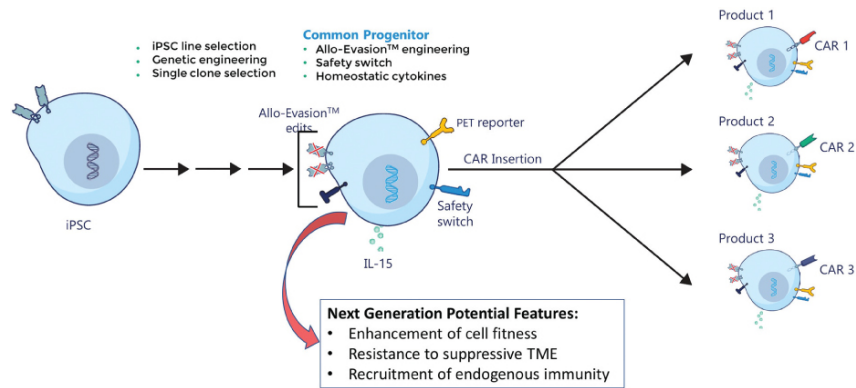 iPSC line selection
Genetic engineering
Single clone selection
Common Progenitor
Allo-Evasion™ engineering
Safety switch
Homeostatic cytokines
Allo-Evasion™
edits
PET reporter
CAR Insertion
Safety
switch
IL-15
iPSC
Product 1
CAR 1
Product 2
CAR 2
Product 3
CAR 3
Next Generation Potential Features:
• Enhancement of cell fitness
• Resistance to suppressive TME
• Recruitment of endogenous immunity